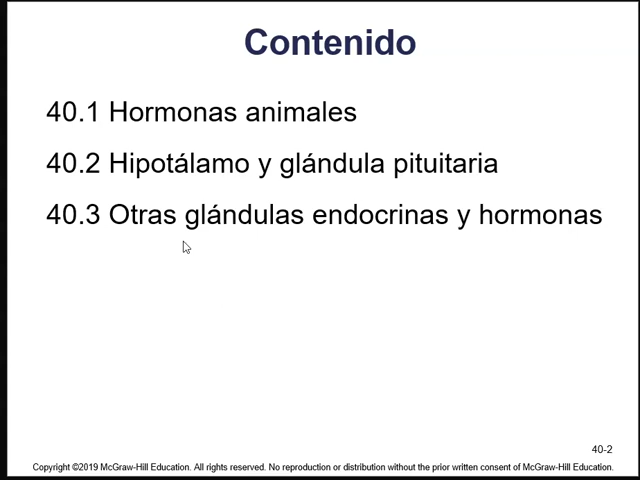 Contenido
40.1 Hormonas animales
40.2 Hipotálamo y glándula pituitaria
40.3 Otras glándulas endocrinas y hormonas
40-2
Copyright ©2019 McGraw-Hill Education. All rights reserved. No reproduction or distribution without the prior written consent of McGraw-Hill Education.